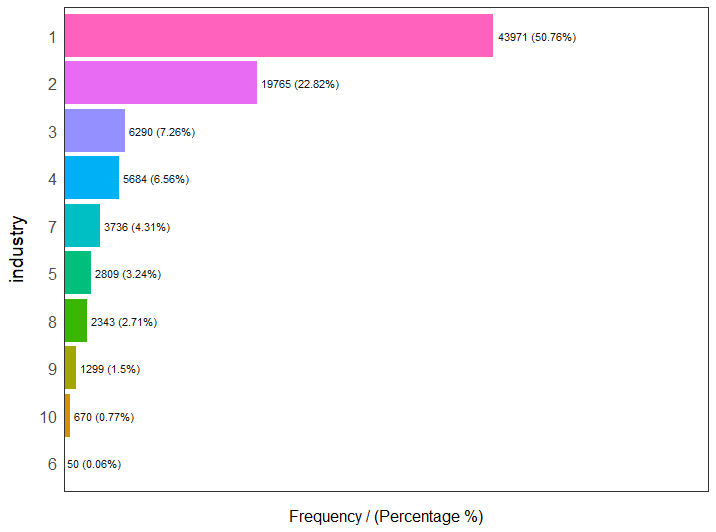 1 43971 (50.76%)
2 19765 (22.82%)
3 6290 (7.26%)
4 5684 (6.56%)
7 3736 (4.31%)
5 2809 (3.24%)
8 2343 (2.71%)
9 1299 (1.5%)
10 670 (0.77%)
6 50 (0.06%)
industry
Frequency / (Percentage %)